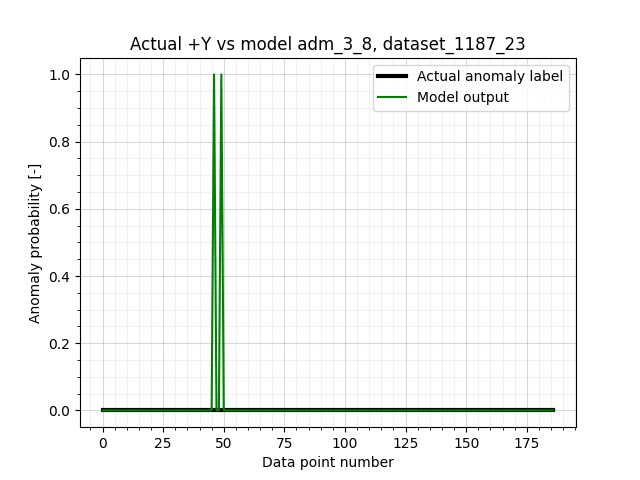 Actual +Y vs model adm_3_8, dataset_1187_23
Actual anomaly label
Model output
Anomaly probability [-]
1.0
0.8
0.6
0.4
0.2
0.0
0 25 50 75 100 125 150 175
Data point number